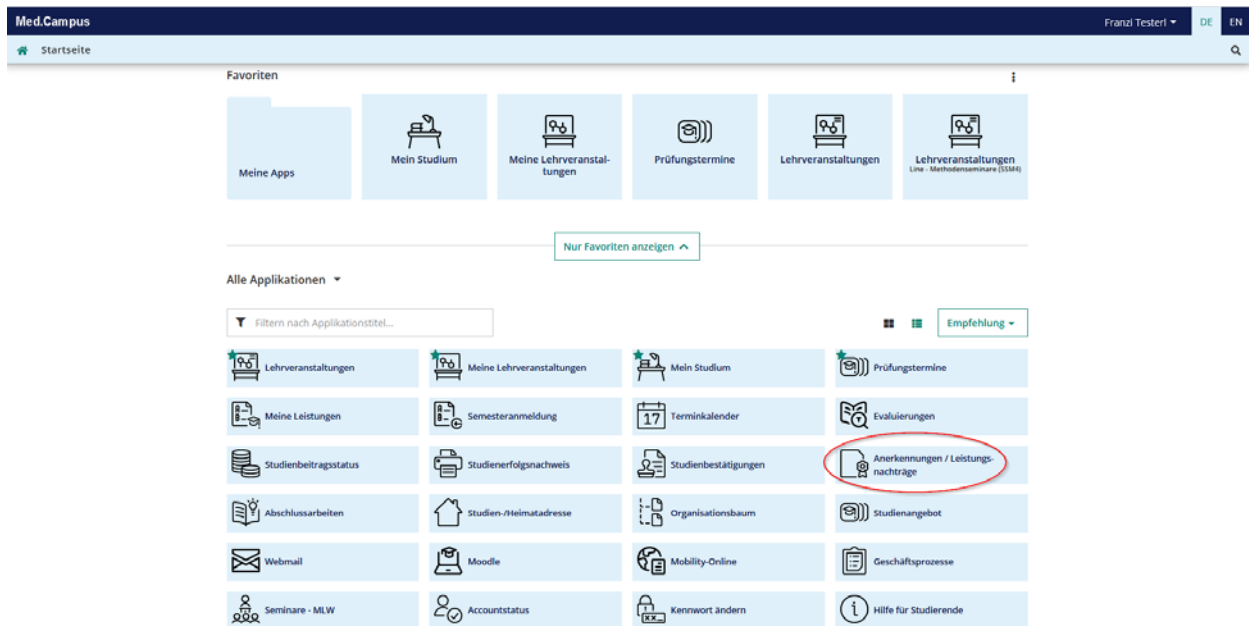 Med.Campus
Franzi Testerl
DE
EN
Startseite
Favoriten
Meine Apps
Mein Studium
Meine Lehrveranstal-
tungen
Prüfungstermine
Lehrveranstaltungen
Lehrveranstaltungen
Line - Methodenseminare (SSM4)
Nur Favoriten anzeigen
Alle Applikationen
Filtern nach Applikationstitel...
Empfehlung
Lehrveranstaltungen
Meine Lehrveranstaltungen
Mein Studium
Prüfungstermine
Meine Leistungen
Semesteranmeldung
17
Terminkalender
Evaluierungen
Studienbeitragsstatus
Studienerfolgsnachweis
Studienbestätigungen
Anerkennungen / Leistungs-
nachträge
Abschlussarbeiten
Studien-/Heimatadresse
Organisationsbaum
Studienangebot
Webmail
Moodle
Mobility-Online
Geschäftsprozesse
Seminare - MLW
Accountstatus
Kennwort ändern
Hilfe für Studierende